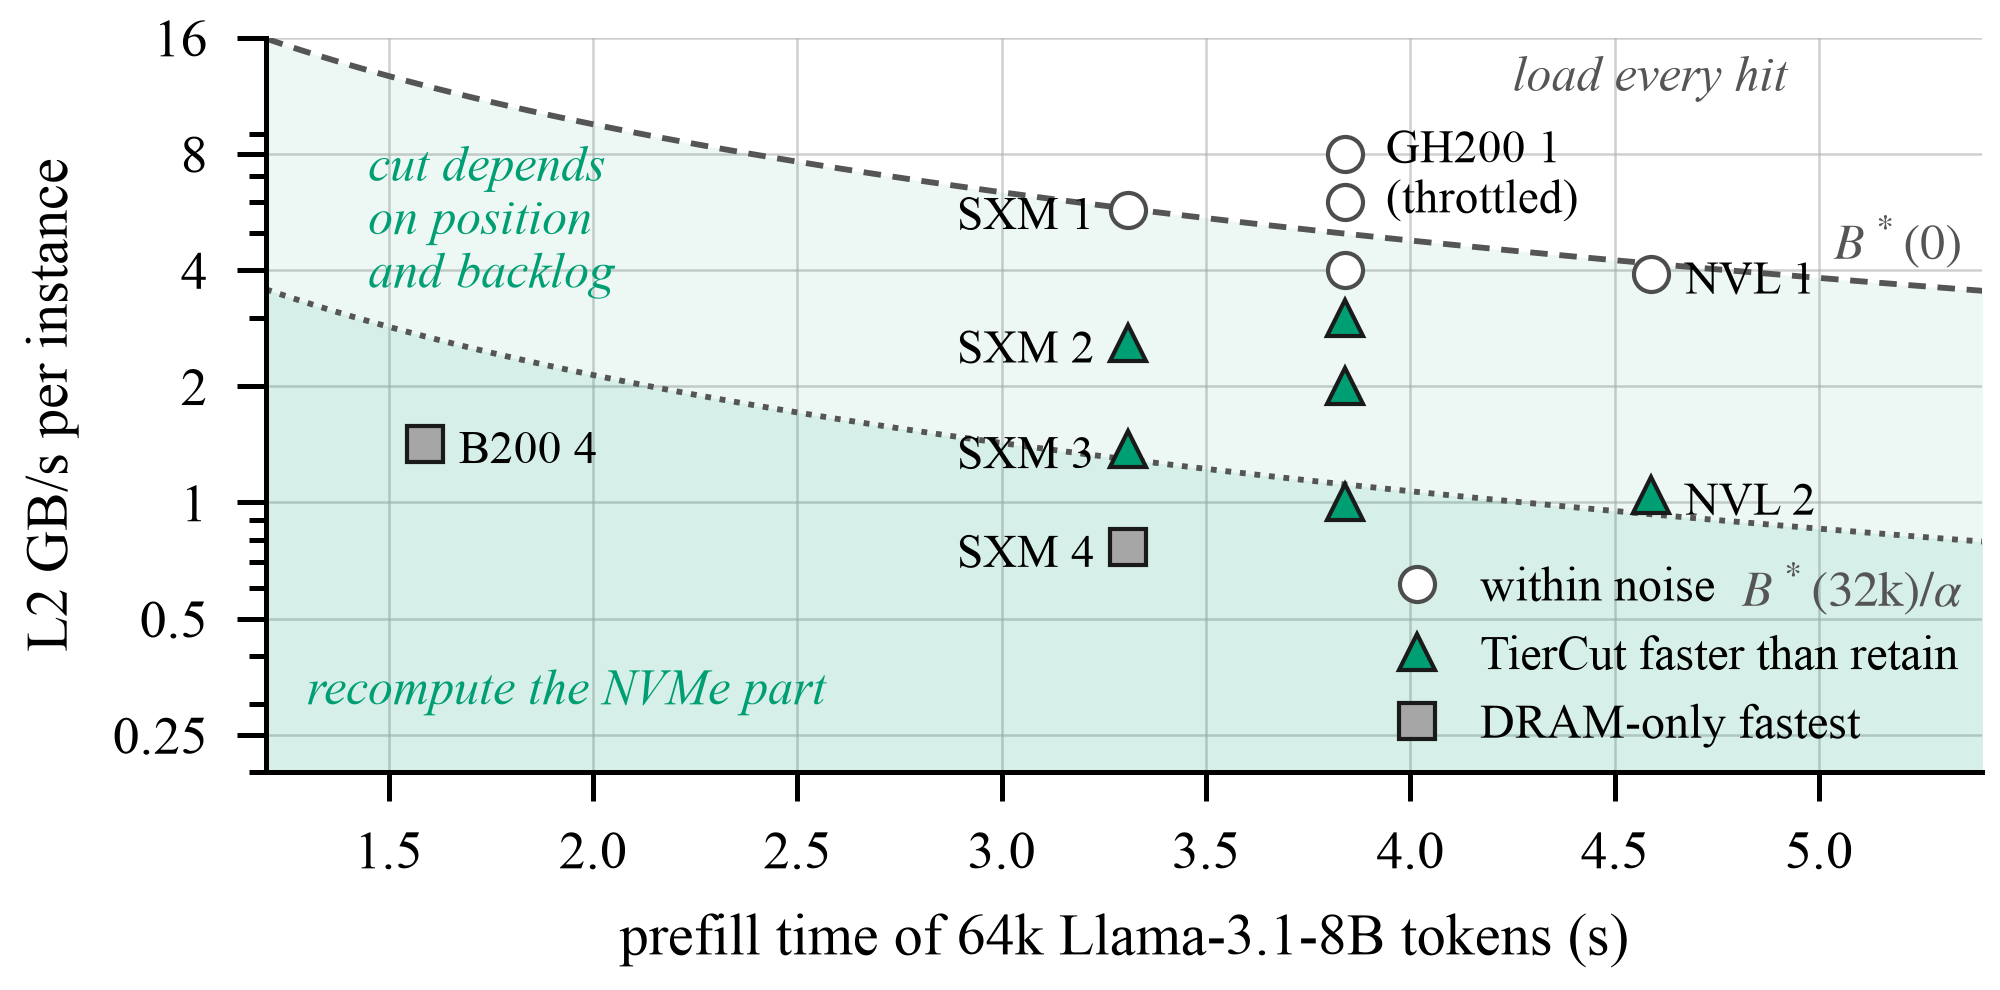 16
8
4
2
1
0.5
0.25
L2 GB/s per instance
load every hit
cut depends
on position
and backlog
GH200 1
(throttled)
SXM 1
B*(0)
NVL 1
SXM 2
B200 4
SXM 3
NVL 2
SXM 4
within noise
B*(32k)/α
TierCut faster than retain
DRAM-only fastest
recompute the NVMe part
1.5 2.0 2.5 3.0 3.5 4.0 4.5 5.0
prefill time of 64k Llama-3.1-8B tokens (s)